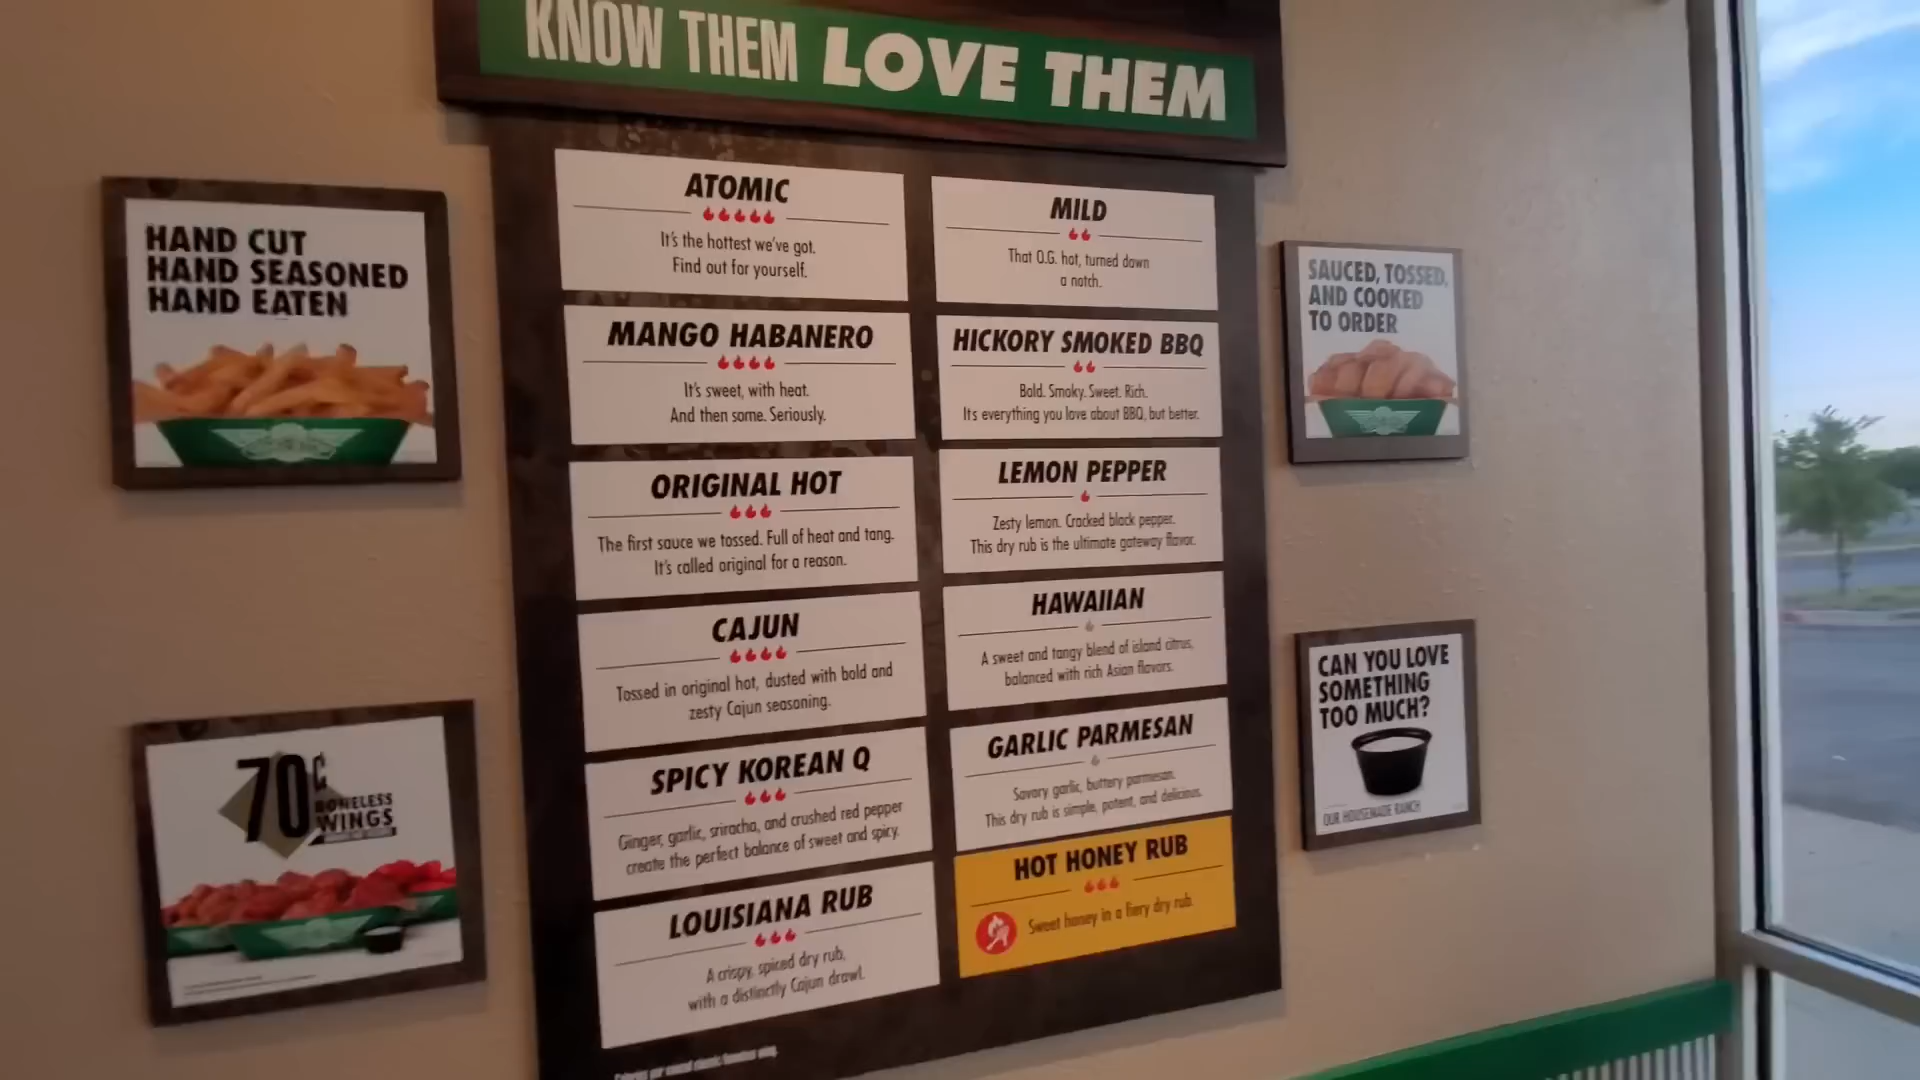 KNOW THEM LOVE THEM
HAND CUT
HAND SEASONED
HAND EATEN
70¢
BONELESS
WINGS
ATOMIC
It's the hottest we've got.
Find out for yourself.
MANGO HABANERO
It's sweet, with heat.
And then some. Seriously.
ORIGINAL HOT
The first sauce we tossed. Full of heat and tang.
It's called original for a reason.
CAJUN
Tossed in original hot, dusted with bold and
zesty Cajun seasoning.
SPICY KOREAN Q
Ginger, garlic, sriracha, and crushed red pepper
create the perfect balance of sweet and spicy.
LOUISIANA RUB
A crispy, spiced dry rub,
with a distinctly Cajun drawl.
MILD
That O.G. hot, turned down
a notch.
HICKORY SMOKED BBQ
Bold. Smoky. Sweet. Rich.
It's everything you love about BBQ, but better.
LEMON PEPPER
Zesty lemon. Cracked black pepper.
This dry rub is the ultimate gateway flavor.
HAWAIIAN
A sweet and tangy blend of island citrus,
balanced with rich Asian flavors.
GARLIC PARMESAN
Savory garlic, buttery parmesan.
This dry rub is simple, potent, and delicious.
HOT HONEY RUB
Sweet honey in a fiery dry rub.
SAUCED, TOSSED,
AND COOKED
TO ORDER
CAN YOU LOVE
SOMETHING
TOO MUCH?
OUR HOUSEMADE RANCH